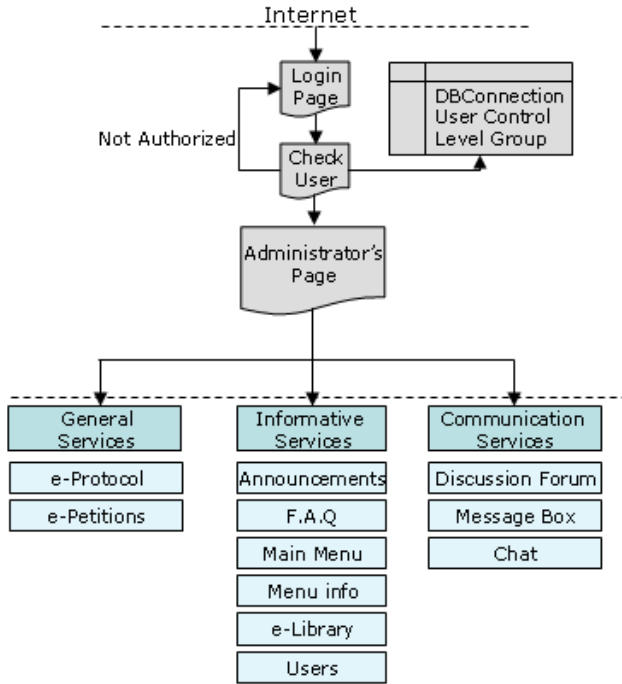 Internet
Login
Page
DBConnection
User Control
Level Group
Not Authorized
Check
User
Administrator's
Page
General
Services
e-Protocol
e-Petitions
Informative
Services
Announcements
F.A.Q
Main Menu
Menu info
e-Library
Users
Communication
Services
Discussion Forum
Message Box
Chat